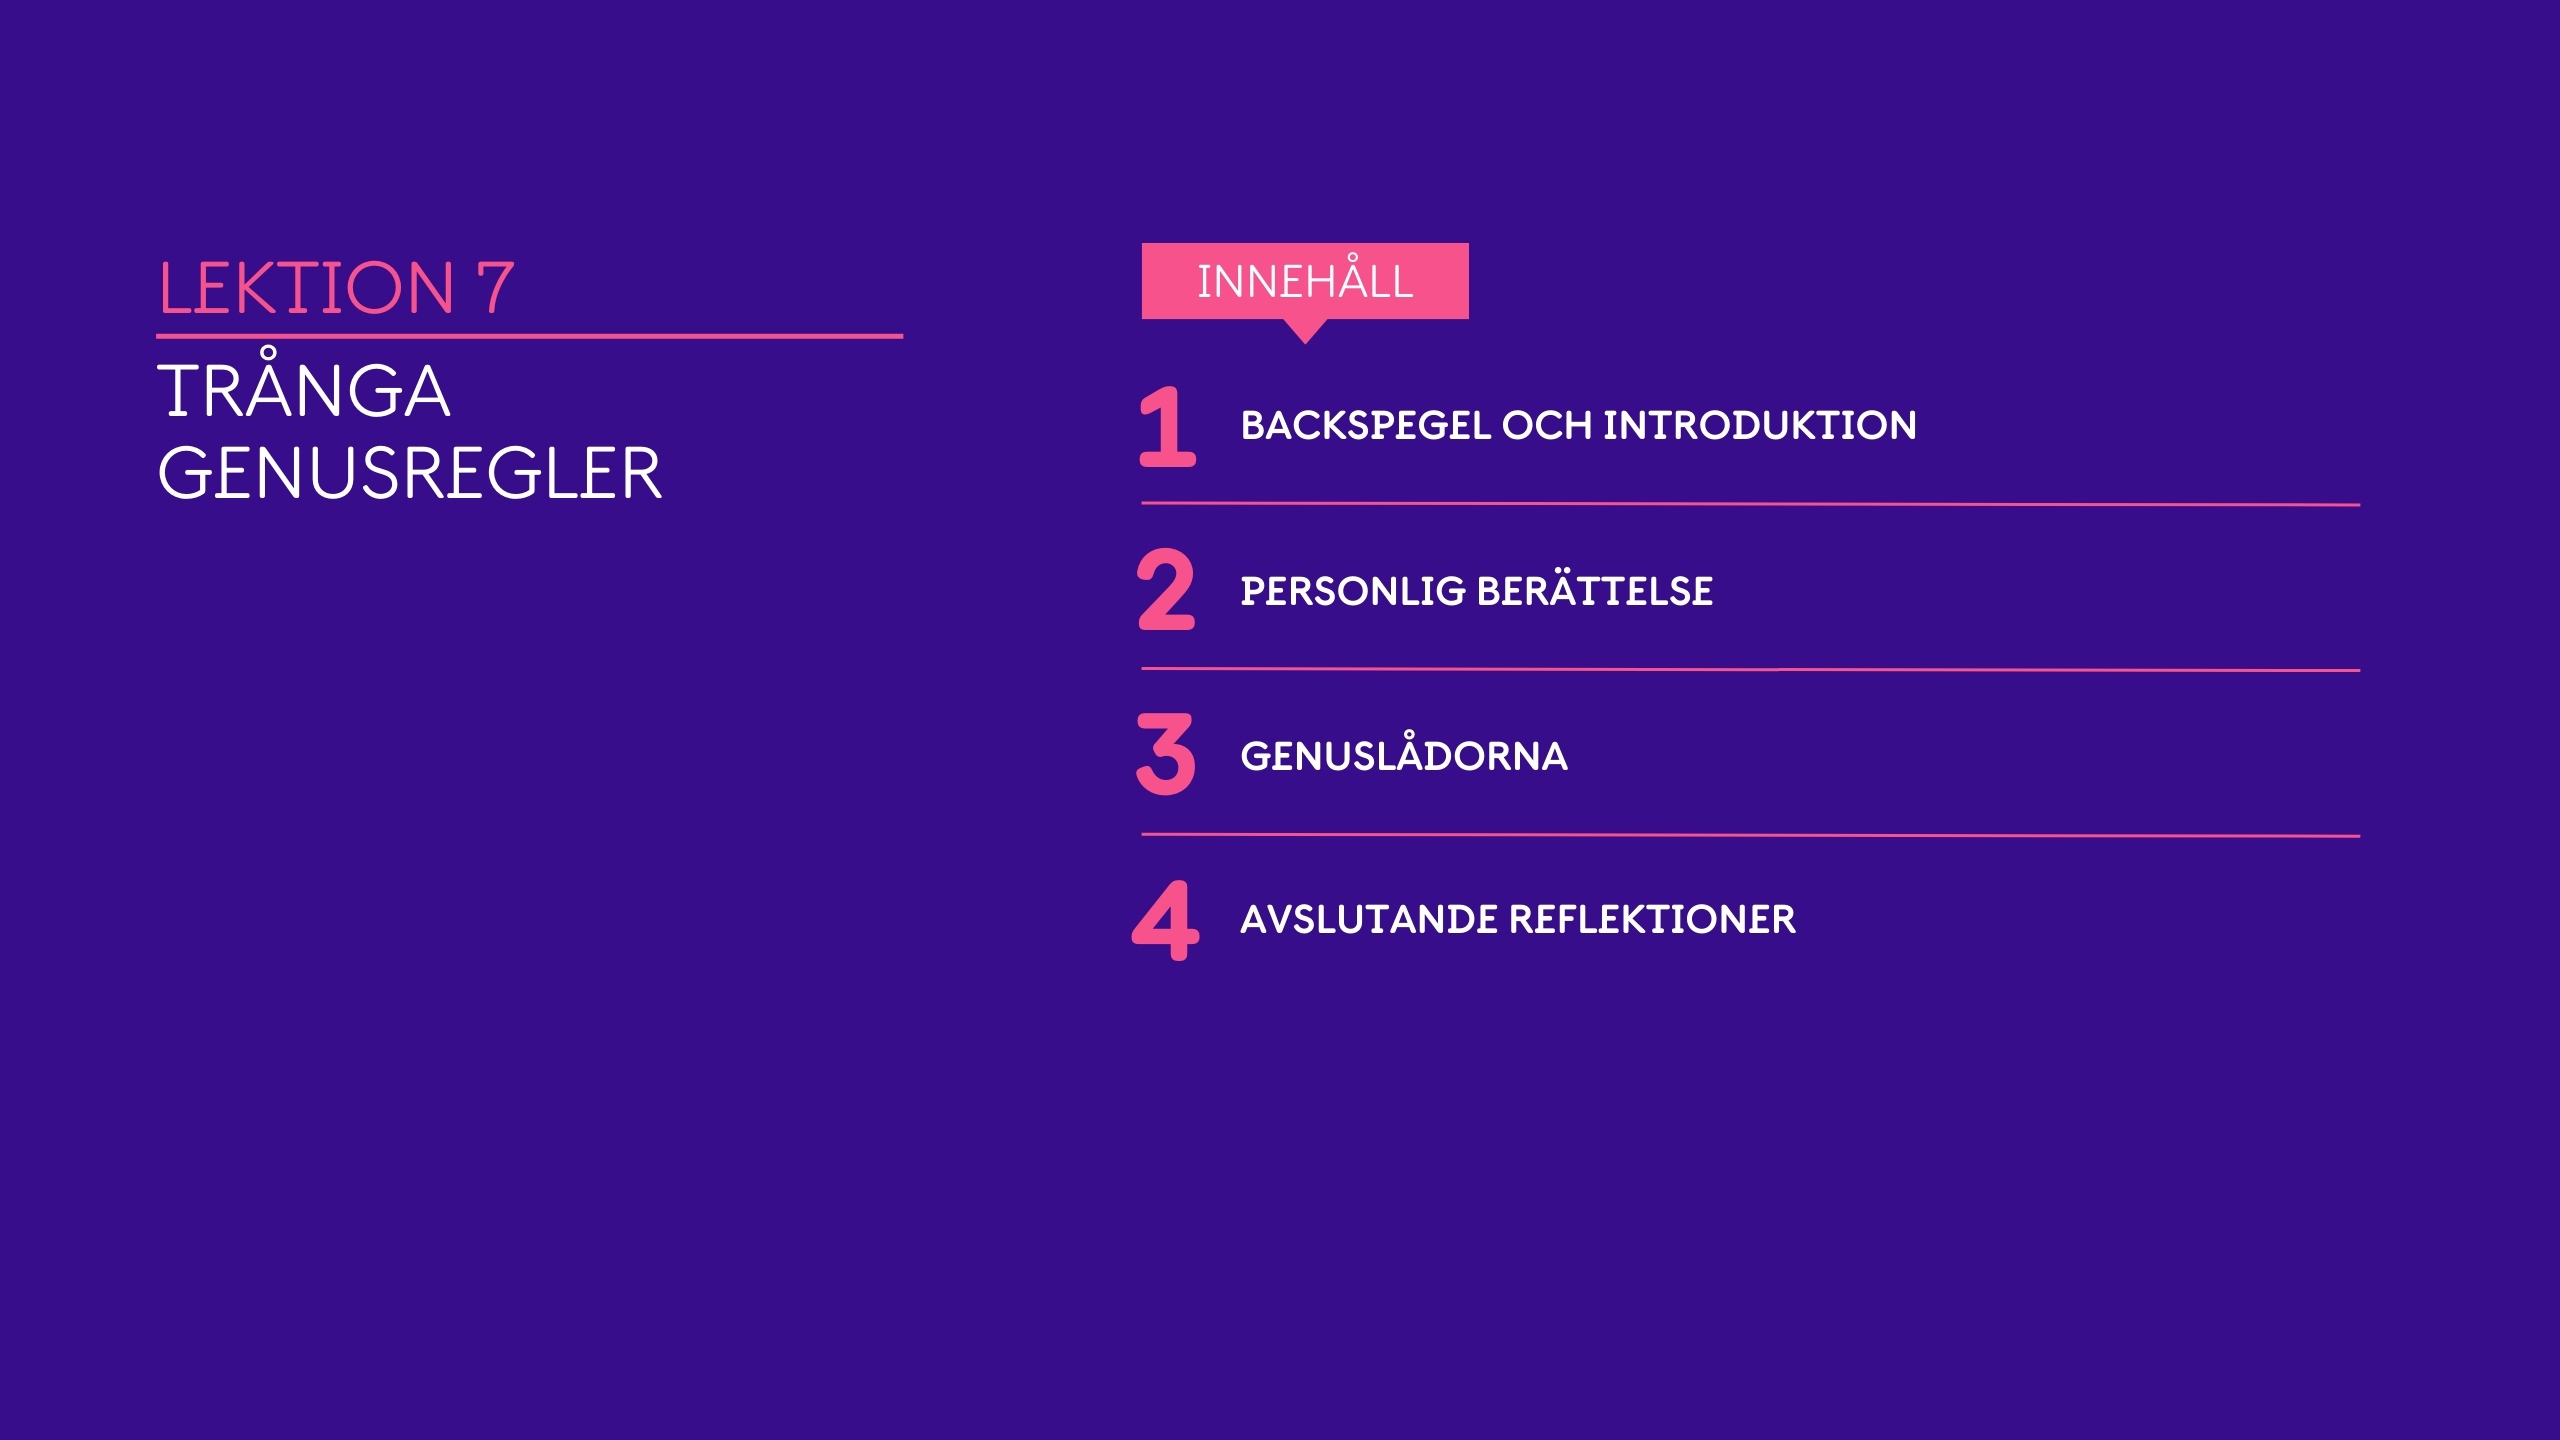 LEKTION 7
TRÅNGA
GENUSREGLER
INNEHÅLL
1 BACKSPEGEL OCH INTRODUKTION
2 PERSONLIG BERÄTTELSE
3 GENUSLÅDORNA
4 AVSLUTANDE REFLEKTIONER